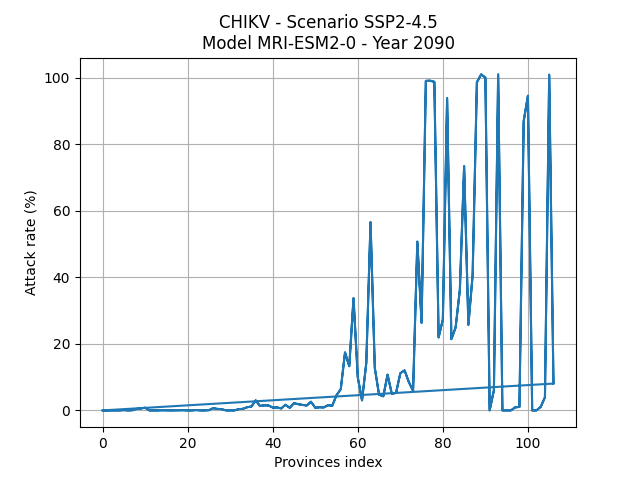 CHIKV - Scenario SSP2-4.5
Model MRI-ESM2-0 - Year 2090
Attack rate (%)
100
80
60
40
20
0
0 20 40 60 80 100
Provinces index